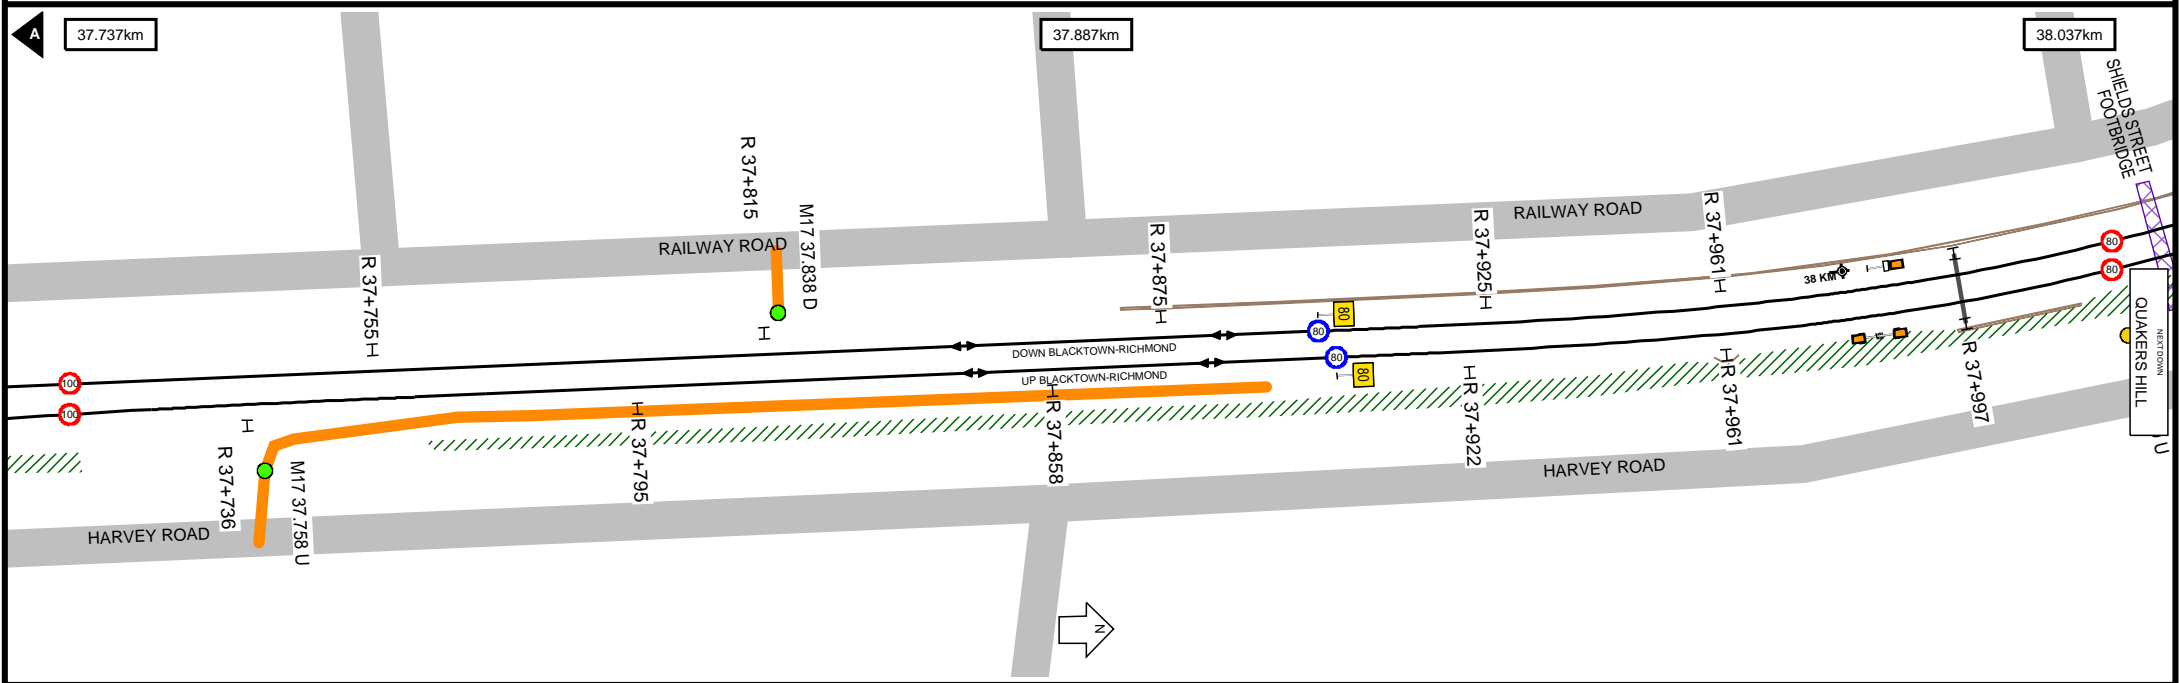 A
37.737km
37.887km
38.037km
SHIELDS STREET
FOOTBRIDGE
R 37+815
M17 37.838 D
RAILWAY ROAD
RAILWAY ROAD
R 37+755
R 37+875
R 37+925
R 37+961
38 KM
80
80
80
80
80
80
100
100
DOWN BLACKTOWN-RICHMOND
UP BLACKTOWN-RICHMOND
R 37+736
M17 37.758 U
R 37+795
R 37+858
R 37+922
R 37+961
R 37+997
QUAKERS HILL
NEXT DOWN
U
HARVEY ROAD
HARVEY ROAD
N